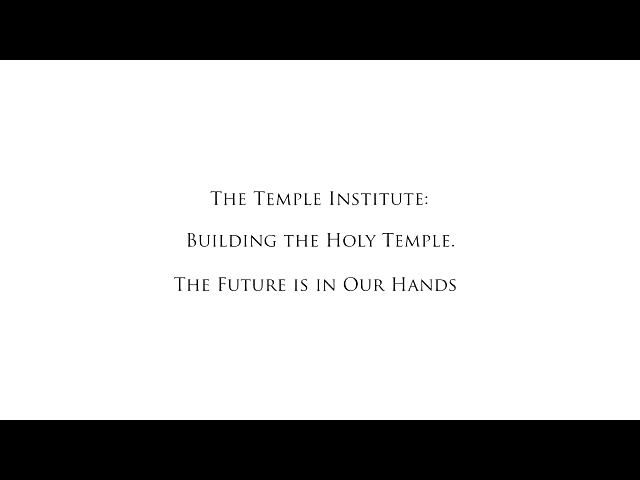 The Temple Institute:
Building the Holy Temple.
The Future is in Our Hands